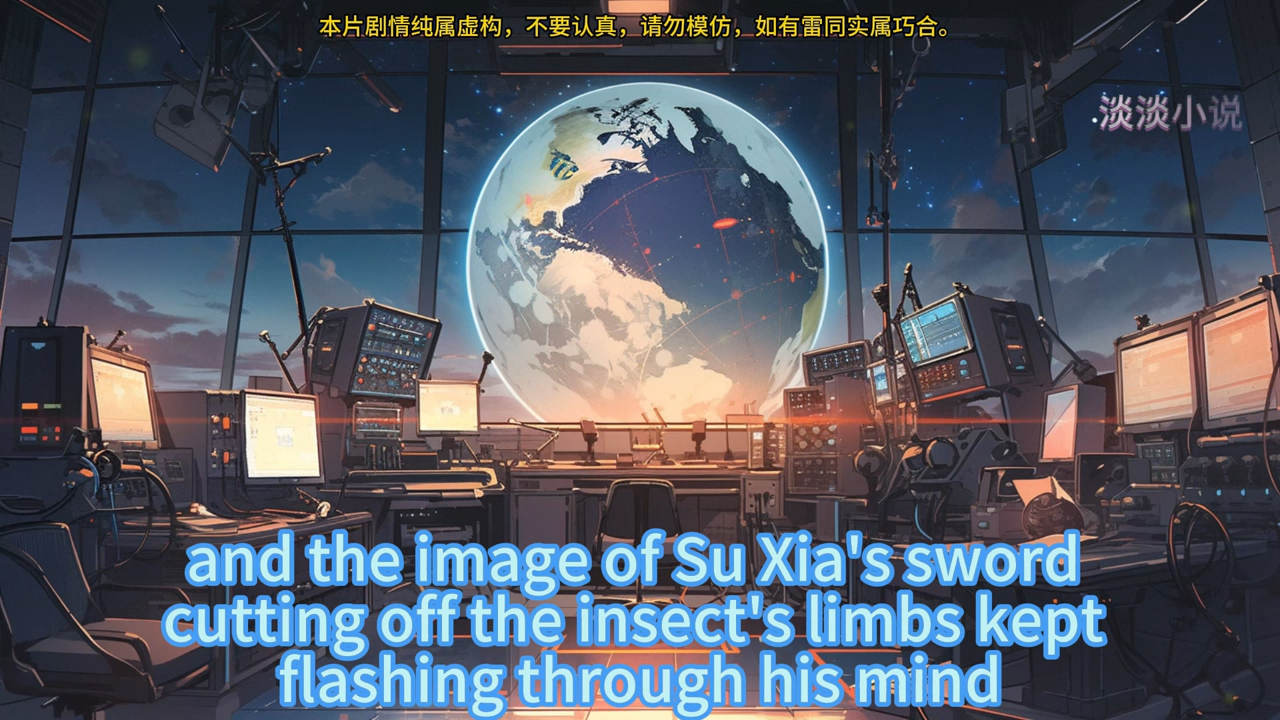 本片剧情纯属虚构，不要认真，请勿模仿，如有雷同实属巧合。
淡淡小说
and the image of Su Xia's sword
cutting off the insect's limbs kept
flashing through his mind